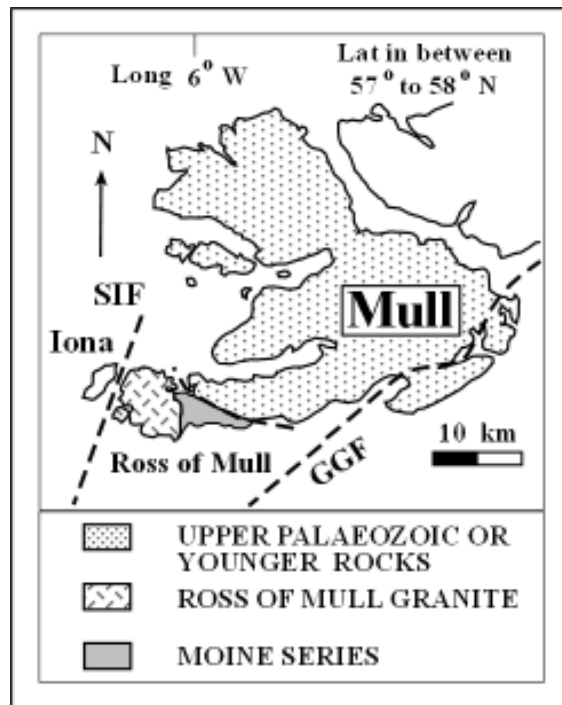 Long 6° W
Lat in between
57° to 58° N
N
SIF
Iona
Mull
Ross of Mull
GGF
10 km
UPPER PALAEOZOIC OR
YOUNGER ROCKS
ROSS OF MULL GRANITE
MOINE SERIES